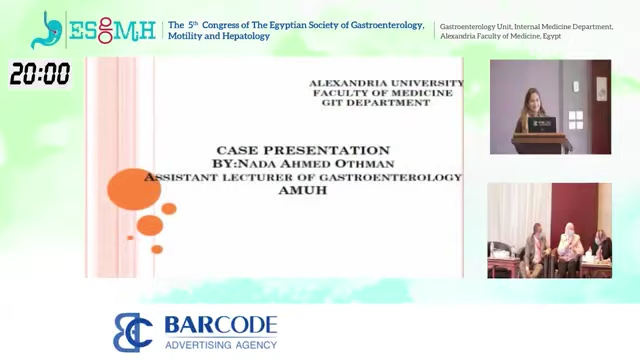 ESGMH
The 5th Congress of The Egyptian Society of Gastroenterology,
Motility and Hepatology
Gastroenterology Unit, Internal Medicine Department,
Alexandria Faculty of Medicine, Egypt
20:00
ALEXANDRIA UNIVERSITY
FACULTY OF MEDICINE
GIT DEPARTMENT
CASE PRESENTATION
BY:NADA AHMED OTHMAN
ASSISTANT LECTURER OF GASTROENTEROLOGY
AMUH
BARCODE
ADVERTISING AGENCY